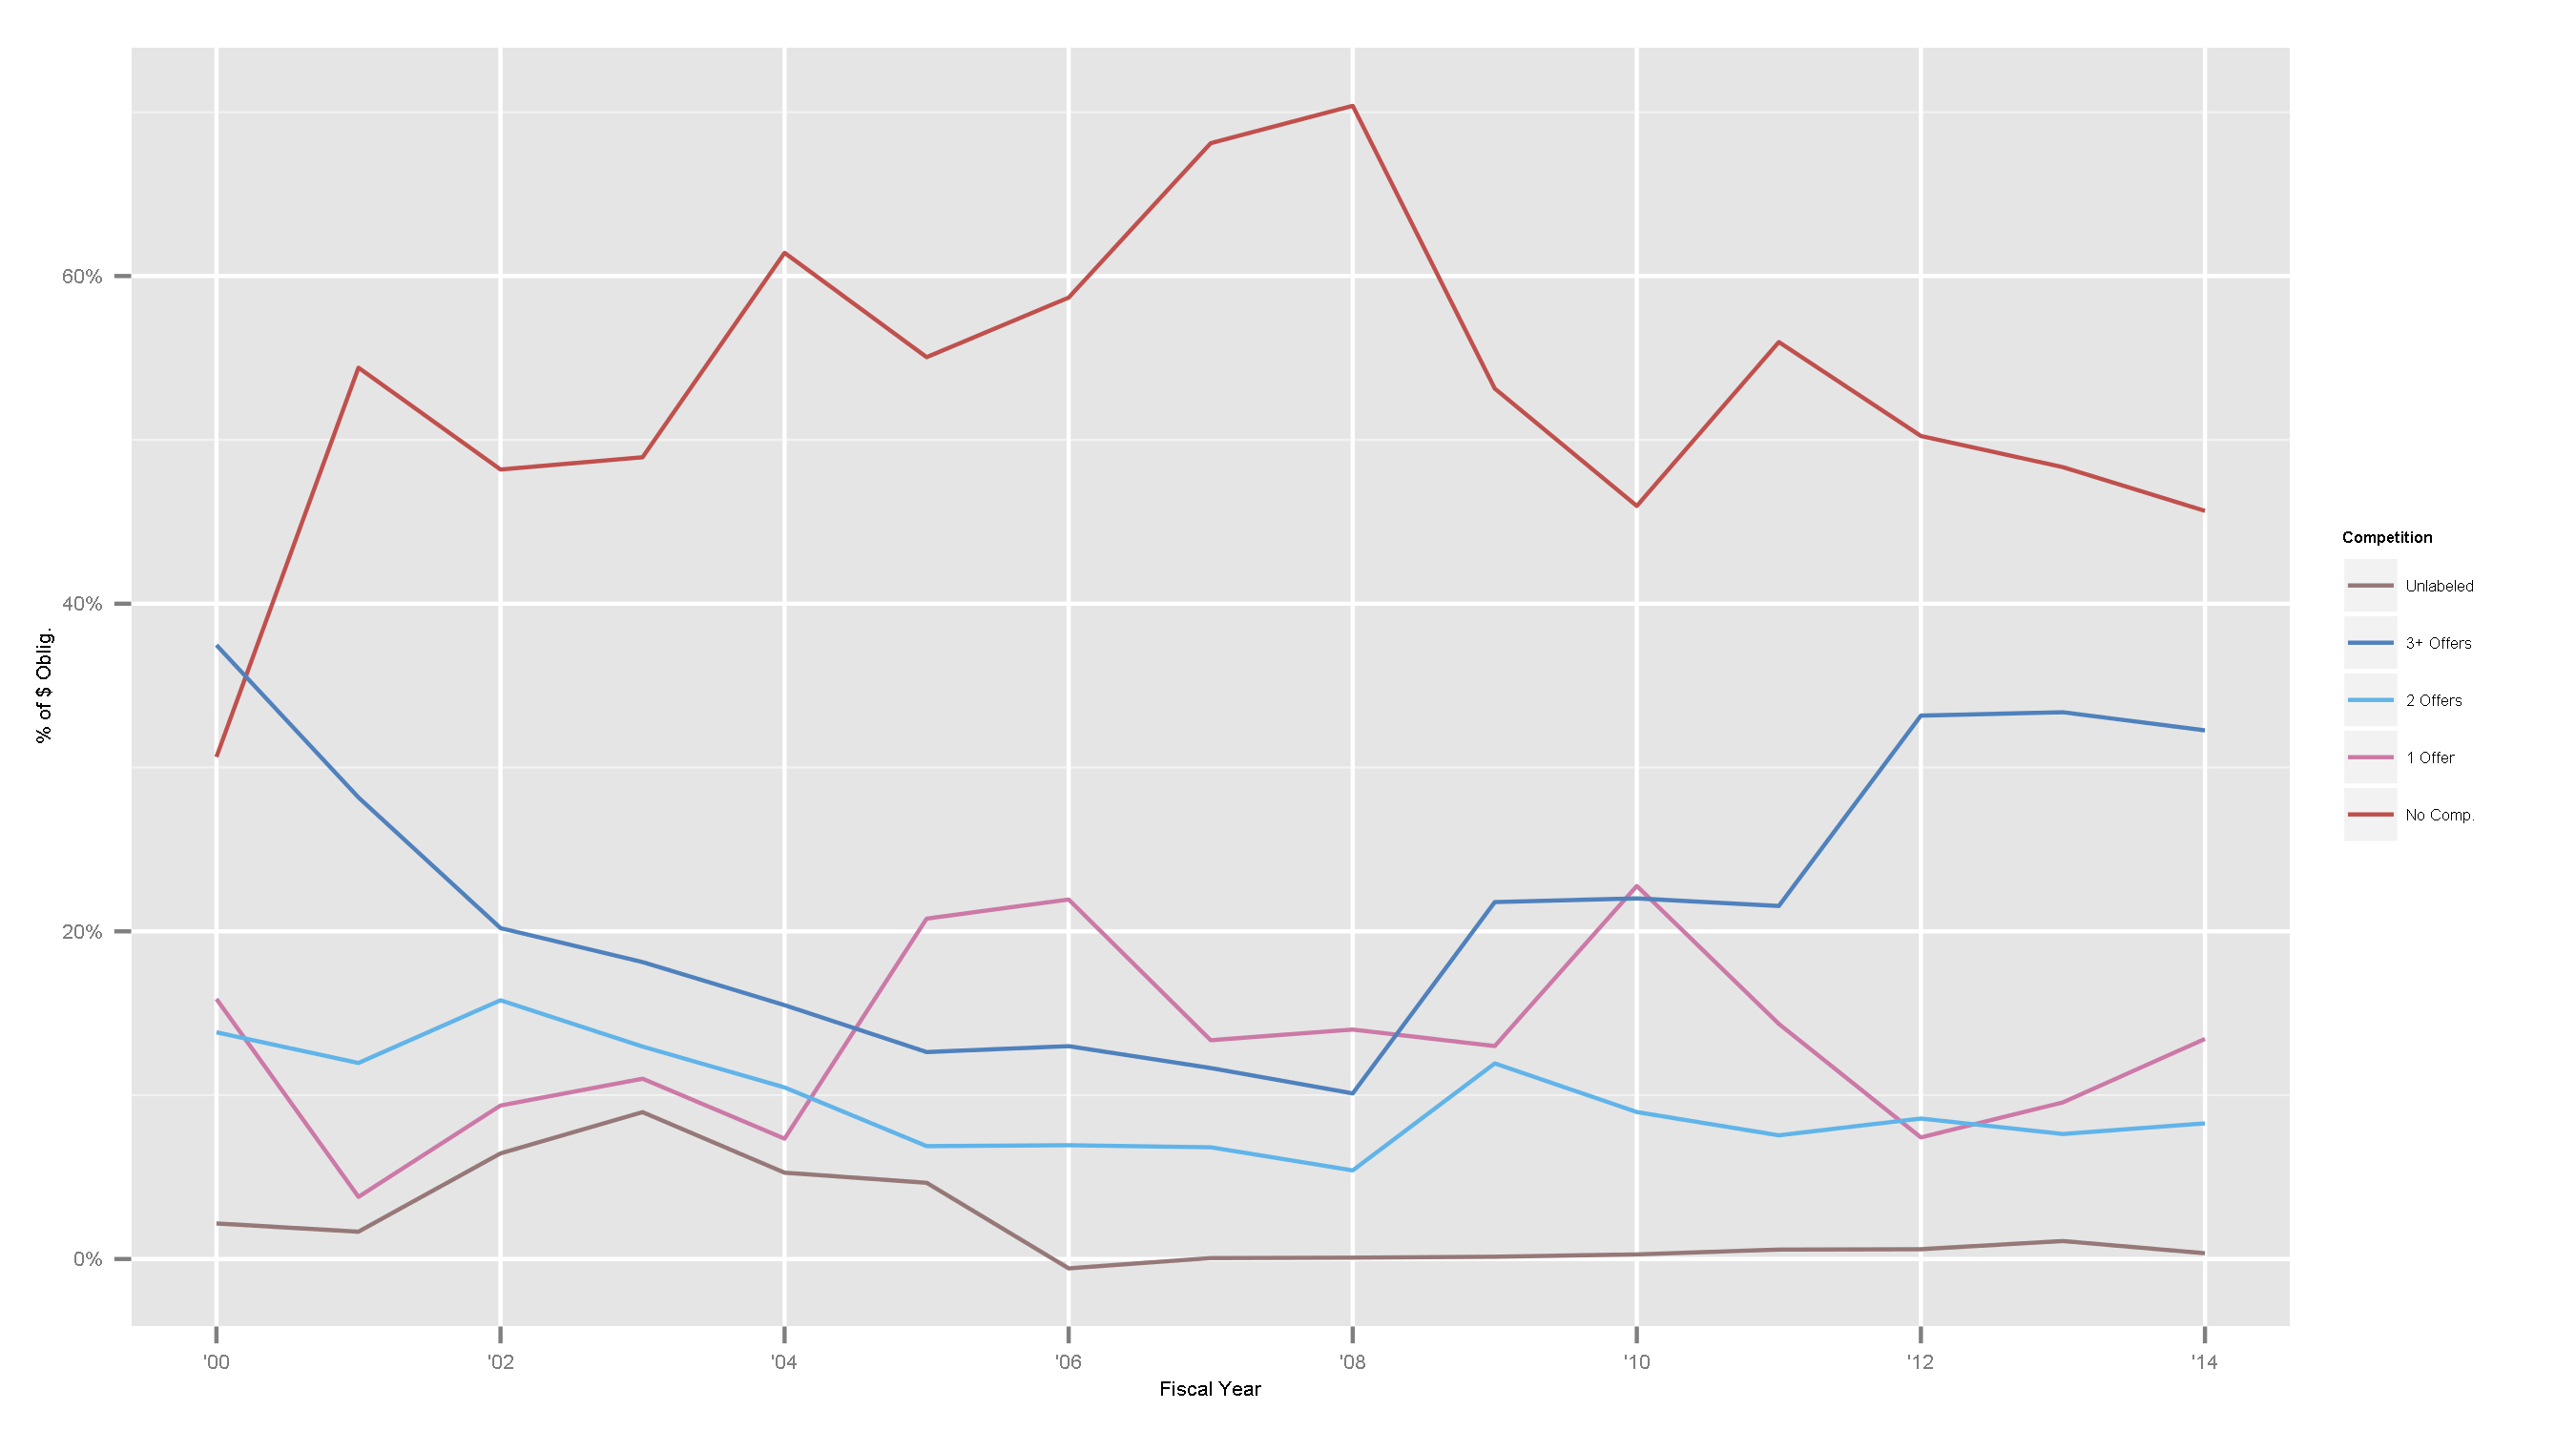 60%
40%
20%
0%
% of $ Oblig.
'00 '02 '04 '06 '08 '10 '12 '14
Fiscal Year
Competition
Unlabeled
3+ Offers
2 Offers
1 Offer
No Comp.